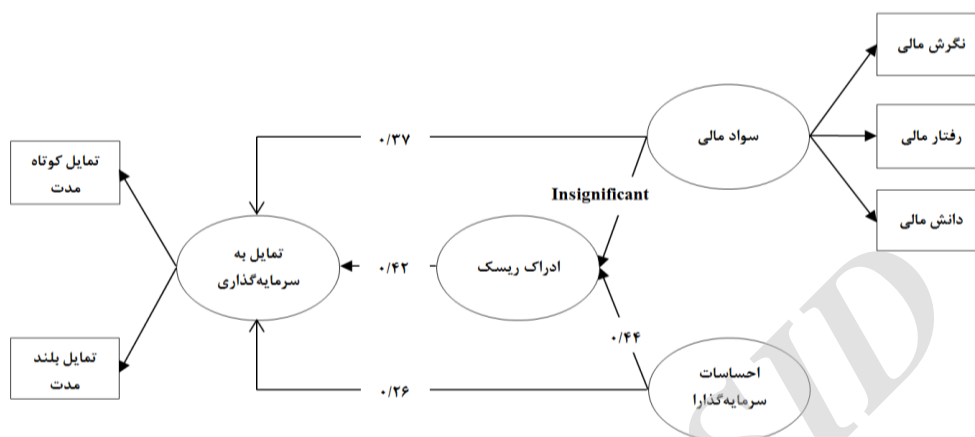 نگرش مالی
رفتار مالی
دانش مالی
سواد مالی
۰/۳۷
Insignificant
ادراک ریسک
۰/۴۲
۰/۴۴
احساسات
سرمایه‌گذارا
۰/۲۶
تمایل به
سرمایه‌گذاری
تمایل کوتاه
مدت
تمایل بلند
مدت
SID